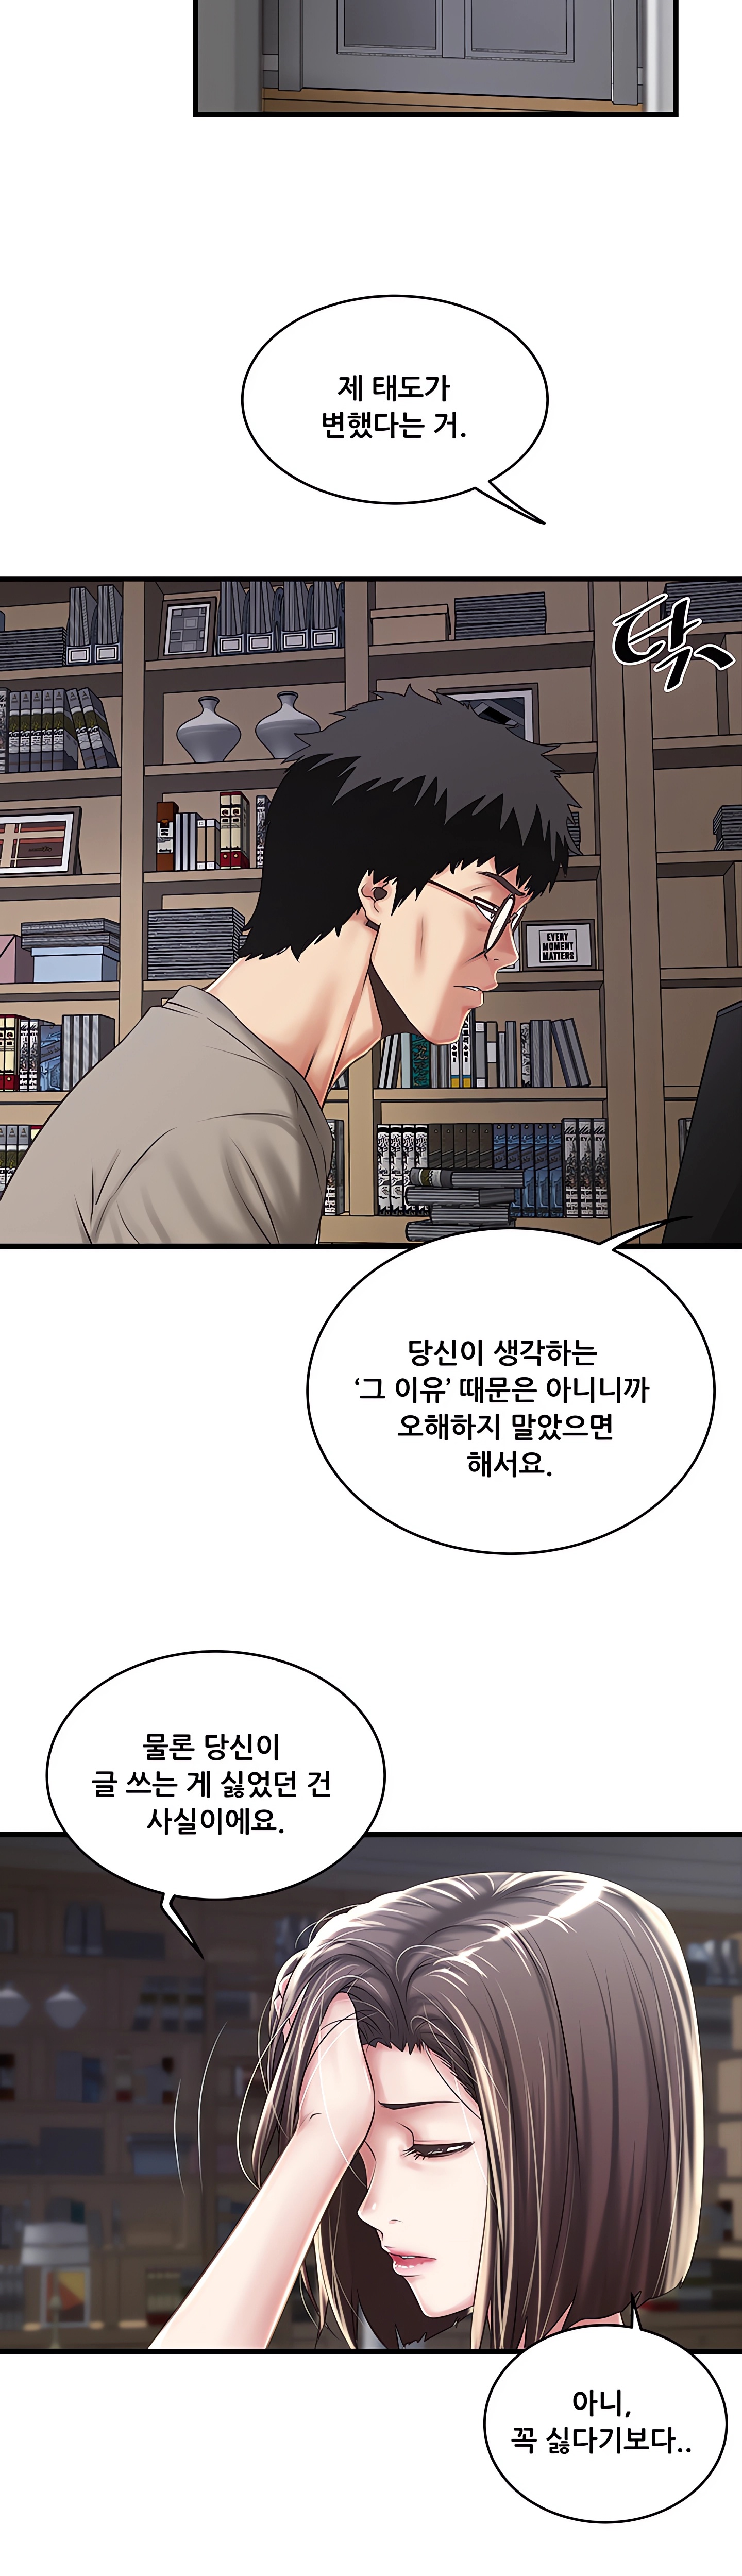 제 태도가
변했다는 거.
닥
EVERY
MOMENT
MATTERS
당신이 생각하는
‘그 이유’ 때문은 아니니까
오해하지 말았으면
해서요.
물론 당신이
글 쓰는 게 싫었던 건
사실이에요.
아니,
꼭 싫다기보다..